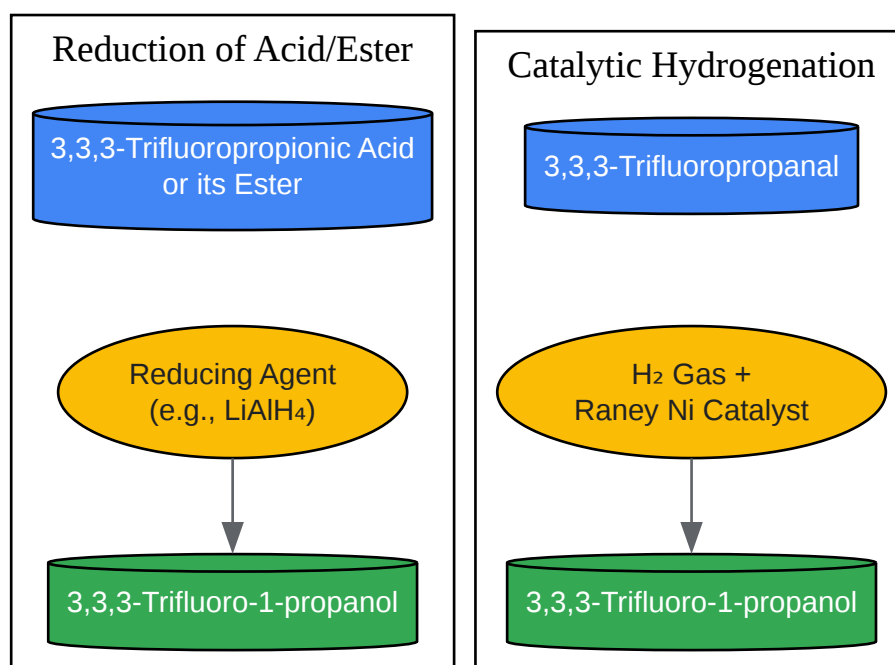 Reduction of Acid/Ester
3,3,3-Trifluoropropionic Acid
or its Ester
Reducing Agent
(e.g., LiAlH₄)
3,3,3-Trifluoro-1-propanol
Catalytic Hydrogenation
3,3,3-Trifluoropropanal
H₂ Gas +
Raney Ni Catalyst
3,3,3-Trifluoro-1-propanol